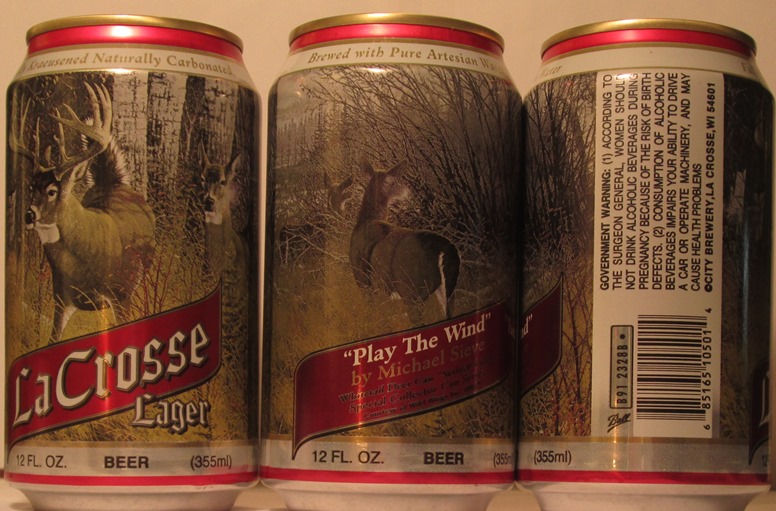 Kraeusened Naturally Carbonated
LaCrosse
Lager
12 FL. OZ. BEER (355ml)
Brewed with Pure Artesian
"Play The Wind"
by Michael Sieve
12 FL. OZ. BEER (355
GOVERNMENT WARNING: (1) ACCORDING TO
THE SURGEON GENERAL, WOMEN SHOULD
NOT DRINK ALCOHOLIC BEVERAGES DURING
PREGNANCY BECAUSE OF THE RISK OF BIRTH
DEFECTS. (2) CONSUMPTION OF ALCOHOLIC
BEVERAGES IMPAIRS YOUR ABILITY TO DRIVE
A CAR OR OPERATE MACHINERY, AND MAY
CAUSE HEALTH PROBLEMS
©CITY BREWERY, LA CROSSE, WI 54601
B91 2328B
Ball
6 85165 10501 4
(355ml)